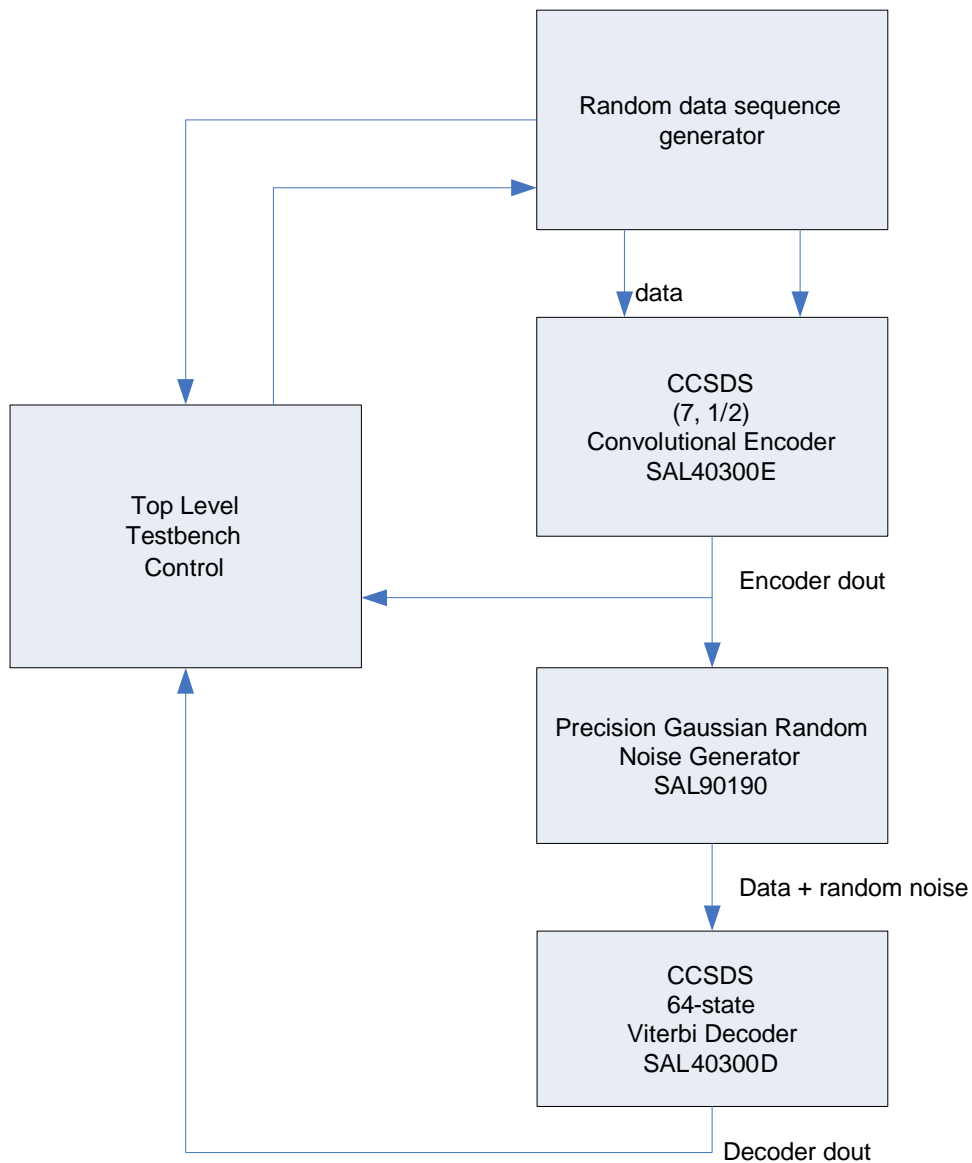 Random data sequence
generator
data
CCSDS
(7, 1/2)
Convolutional Encoder
SAL40300E
Top Level
Testbench
Control
Encoder dout
Precision Gaussian Random
Noise Generator
SAL90190
Data + random noise
CCSDS
64-state
Viterbi Decoder
SAL40300D
Decoder dout